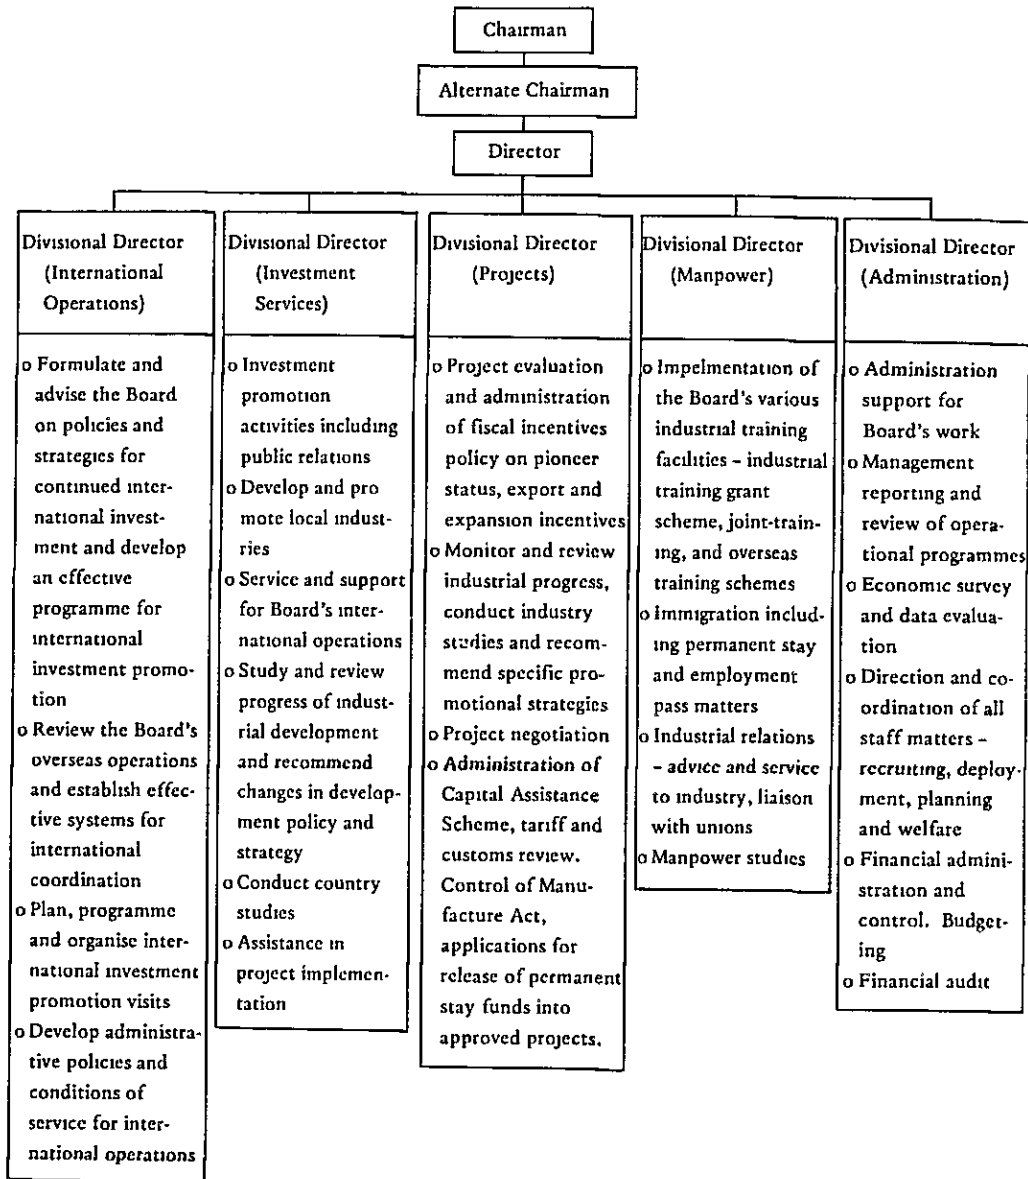 Chairman
Alternate Chairman
Director
Divisional Director
(International
Operations)
o Formulate and
advise the Board
on policies and
strategies for
continued inter-
national invest-
ment and develop
an effective
programme for
international
investment promo-
tion
o Review the Board's
overseas operations
and establish effec-
tive systems for
international
coordination
o Plan, programme
and organise inter-
national investment
promotion visits
o Develop administra-
tive policies and
conditions of
service for inter-
national operations
Divisional Director
(Investment
Services)
o Investment
promotion
activities including
public relations
o Develop and pro
mote local indust-
ries
o Service and support
for Board's inter-
national operations
o Study and review
progress of indust-
rial development
and recommend
changes in develop-
ment policy and
strategy
o Conduct country
studies
o Assistance in
project implemen-
tation
Divisional Director
(Projects)
o Project evaluation
and administration
of fiscal incentives
policy on pioneer
status, export and
expansion incentives
o Monitor and review
industrial progress,
conduct industry
studies and recom-
mend specific pro-
motional strategies
o Project negotiation
o Administration of
Capital Assistance
Scheme, tariff and
customs review.
Control of Manu-
facture Act,
applications for
release of permanent
stay funds into
approved projects.
Divisional Director
(Manpower)
o Impelmentation of
the Board's various
industrial training
facilities – industrial
training grant
scheme, joint-train-
ing, and overseas
training schemes
o Immigration includ-
ing permanent stay
and employment
pass matters
o Industrial relations
– advice and service
to industry, liaison
with unions
o Manpower studies
Divisional Director
(Administration)
o Administration
support for
Board's work
o Management
reporting and
review of opera-
tional programmes
o Economic survey
and data evalua-
tion
o Direction and co-
ordination of all
staff matters –
recruiting, deploy-
ment, planning
and welfare
o Financial admini-
stration and
control. Budget-
ing
o Financial audit